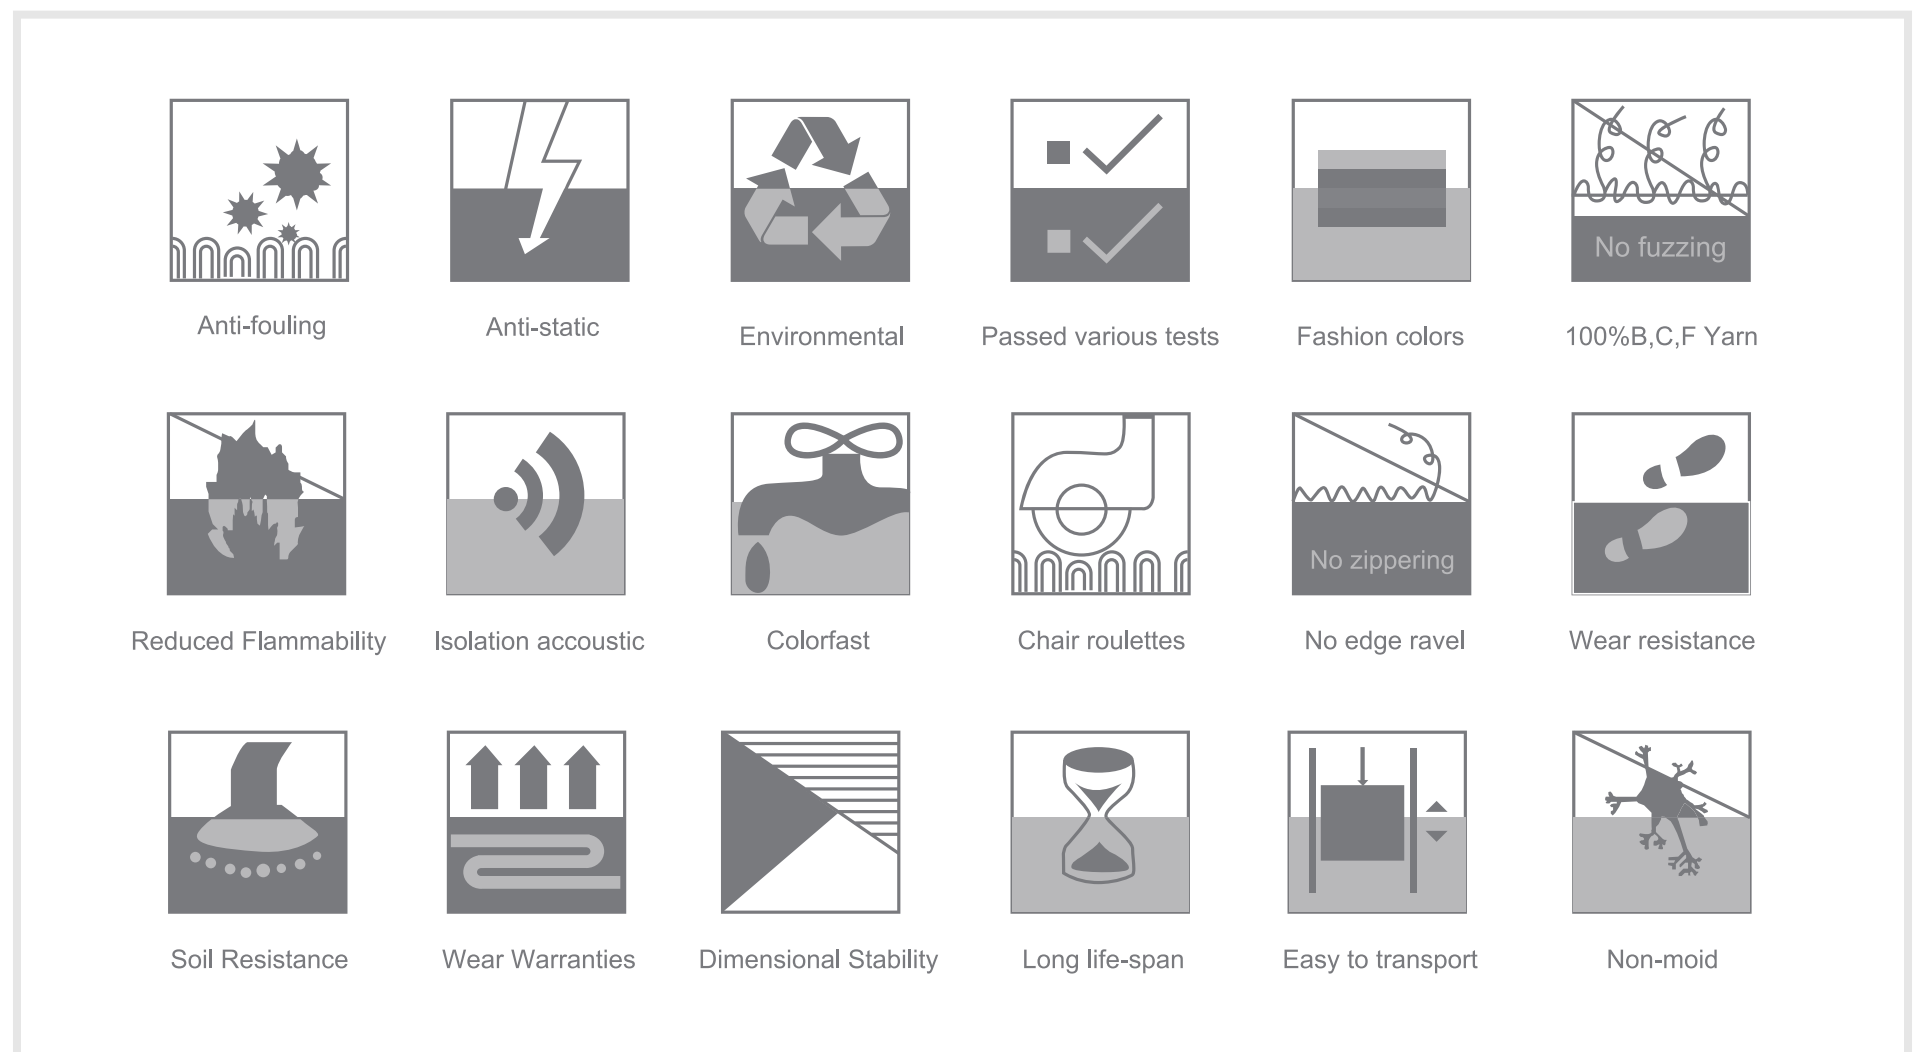 No fuzzing
Anti-fouling
Anti-static
Environmental
Passed various tests
Fashion colors
100%B,C,F Yarn
No zippering
Reduced Flammability
Isolation accoustic
Colorfast
Chair roulettes
No edge ravel
Wear resistance
Soil Resistance
Wear Warranties
Dimensional Stability
Long life-span
Easy to transport
Non-moid